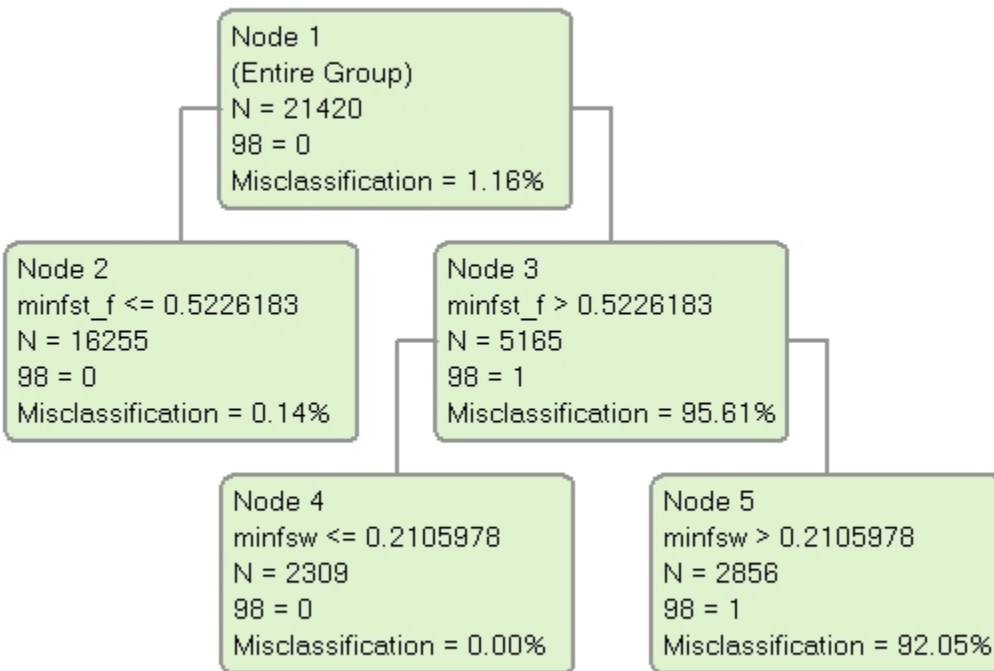 Node 1
(Entire Group)
N = 21420
98 = 0
Misclassification = 1.16%
Node 2
minfst_f <= 0.5226183
N = 16255
98 = 0
Misclassification = 0.14%
Node 3
minfst_f > 0.5226183
N = 5165
98 = 1
Misclassification = 95.61%
Node 4
minfsw <= 0.2105978
N = 2309
98 = 0
Misclassification = 0.00%
Node 5
minfsw > 0.2105978
N = 2856
98 = 1
Misclassification = 92.05%